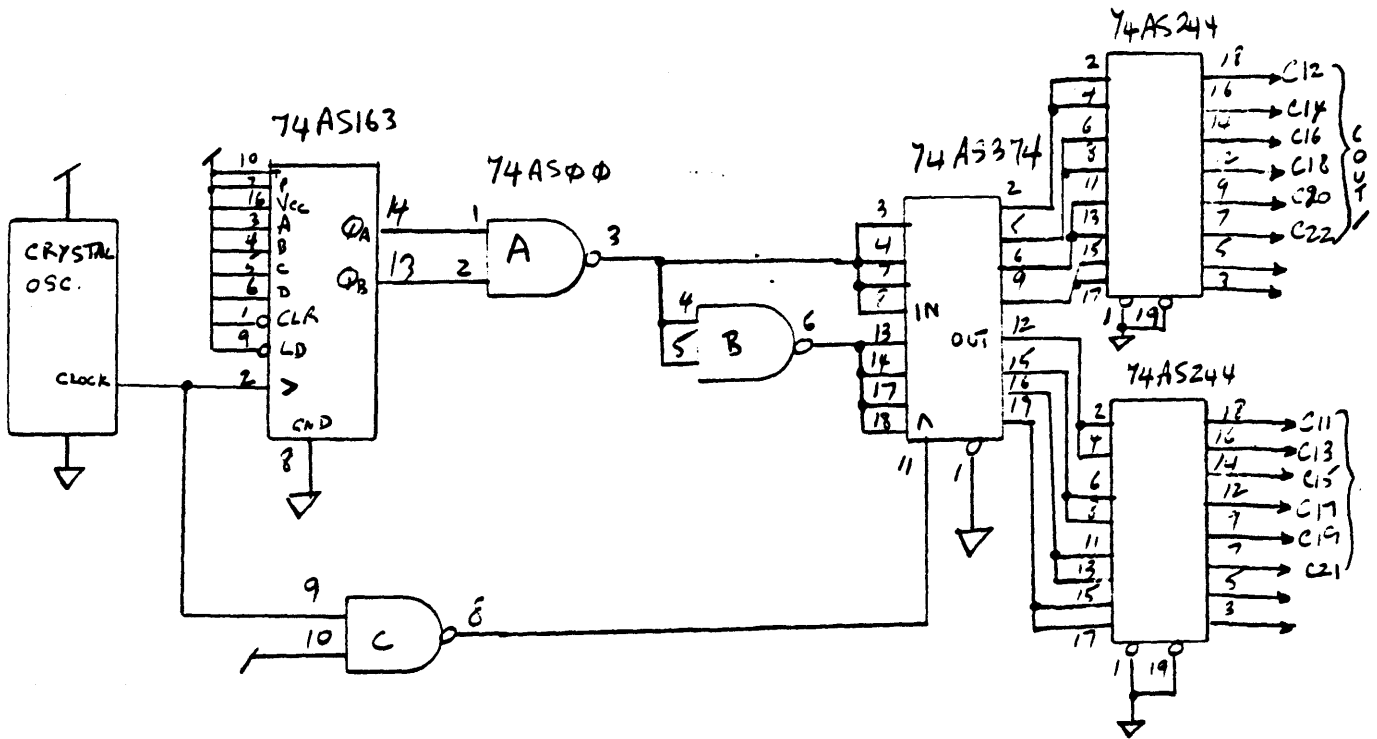 74AS163
74ASØØ
74AS374
74AS244
74AS244
CRYSTAL
OSC.
CLOCK
10
7
P
16
VCC
3
A
4
B
5
C
6
D
1
CLR
9
LD
2
>
GND
8
QA
14
QB
13
1
2
A
3
4
5
B
6
9
10
C
8
3
4
7
IN
13
14
17
18
11
1
OUT
2
5
6
9
12
15
16
19
2
4
6
8
11
13
15
17
1
19
18
C12
16
C14
14
C16
C18
9
C20
7
C22
5
3
COUT/
2
4
6
8
11
13
15
17
1
19
18
C11
16
C13
14
C15
12
C17
9
C19
7
C21
5
3